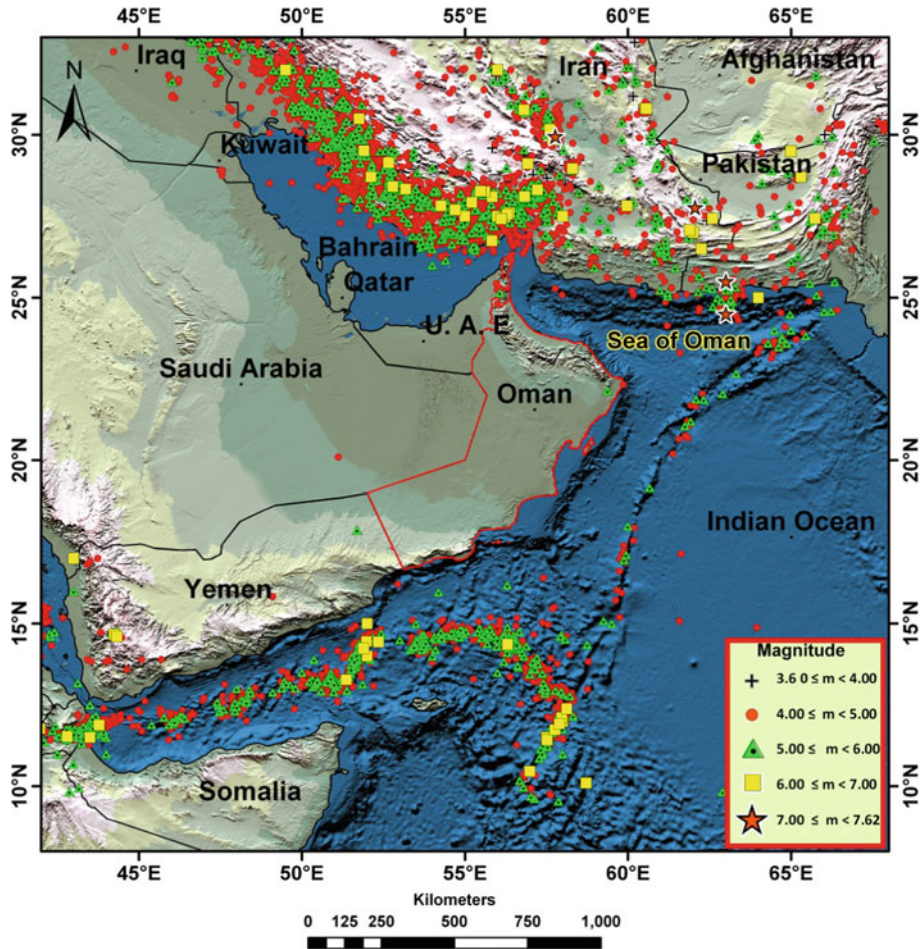 45°E 50°E 55°E 60°E 65°E
Iraq
Iran
Afghanistan
N
30°N 30°N
Kuwait
Pakistan
Bahrain
Qatar
25°N 25°N
U. A. E
Sea of Oman
Saudi Arabia
Oman
20°N 20°N
Indian Ocean
Yemen
15°N 15°N
Magnitude
3.6 0 ≤ m < 4.00
4.00 ≤ m < 5.00
5.00 ≤ m < 6.00
6.00 ≤ m < 7.00
7.00 ≤ m < 7.62
10°N 10°N
Somalia
45°E 50°E 55°E 60°E 65°E
Kilometers
0 125 250 500 750 1,000